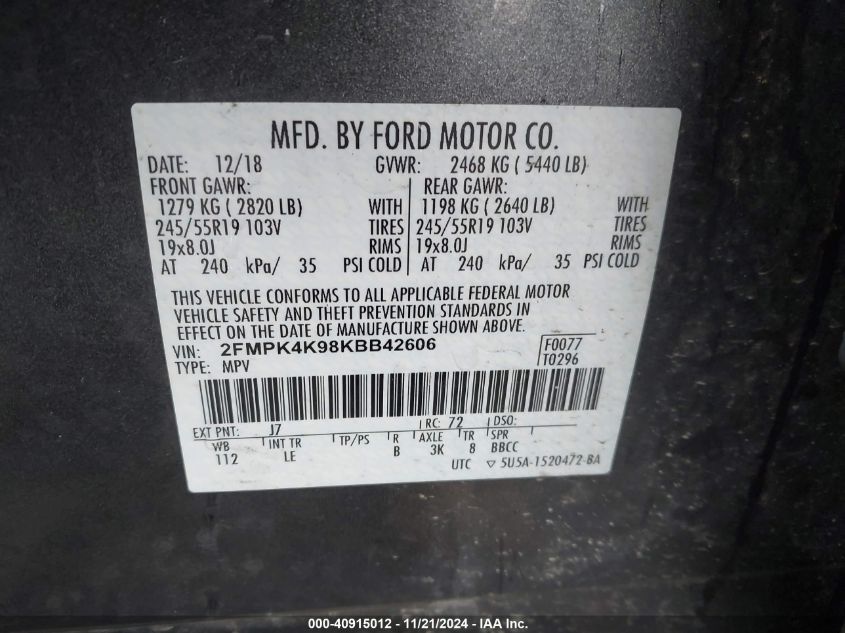 MFD. BY FORD MOTOR CO.
DATE: 12/18 GVWR: 2468 KG ( 5440 LB)
FRONT GAWR: REAR GAWR:
1279 KG ( 2820 LB) WITH 1198 KG ( 2640 LB) WITH
245/55R19 103V TIRES 245/55R19 103V TIRES
19x8.0J RIMS 19x8.0J RIMS
AT 240 kPa/ 35 PSI COLD AT 240 kPa/ 35 PSI COLD
THIS VEHICLE CONFORMS TO ALL APPLICABLE FEDERAL MOTOR
VEHICLE SAFETY AND THEFT PREVENTION STANDARDS IN
EFFECT ON THE DATE OF MANUFACTURE SHOWN ABOVE.
VIN: 2FMPK4K98KBB42606 F0077
TYPE: MPV T0296
EXT PNT: J7 RC: 72 DSO:
WB INT TR TP/PS R AXLE TR SPR
112 LE B 3K 8 BBCC
UTC ▽ 5U5A-1520472-BA
000-40915012 - 11/21/2024 - IAA Inc.